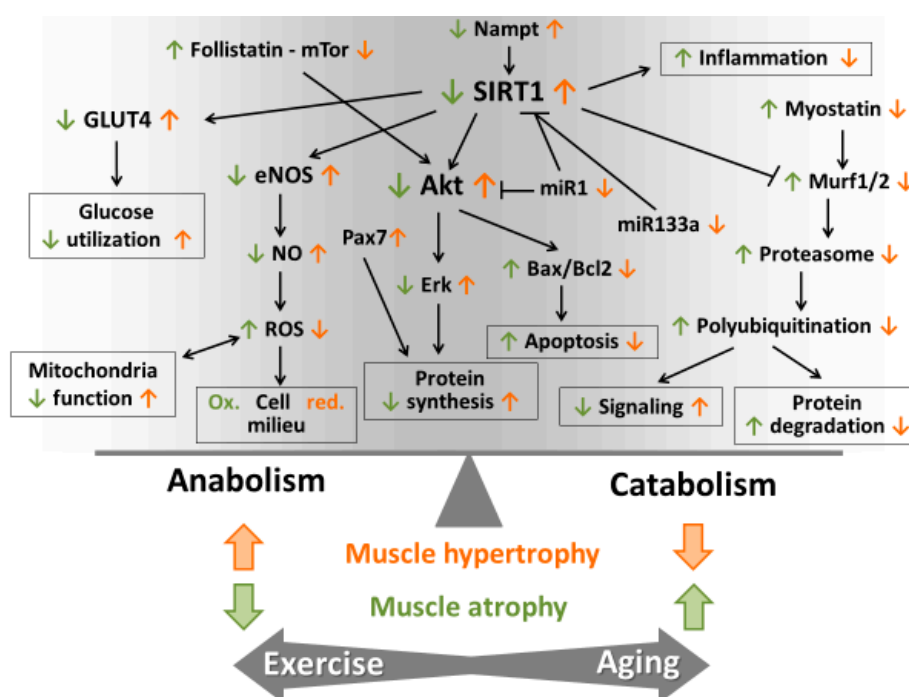 Nampt
Follistatin - mTor
Inflammation
SIRT1
GLUT4
Myostatin
eNOS
Akt
miR1
Murf1/2
Glucose
utilization
miR133a
Pax7
NO
Proteasome
Bax/Bcl2
Erk
ROS
Polyubiquitination
Apoptosis
Mitochondria
function
Ox. Cell red.
milieu
Protein
synthesis
Signaling
Protein
degradation
Anabolism
Catabolism
Muscle hypertrophy
Muscle atrophy
Exercise
Aging